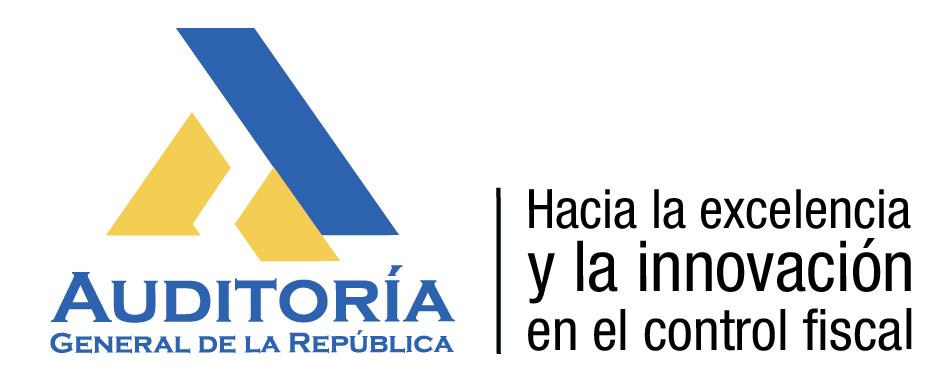 AUDITORÍA
GENERAL DE LA REPÚBLICA
Hacia la excelencia
y la innovación
en el control fiscal